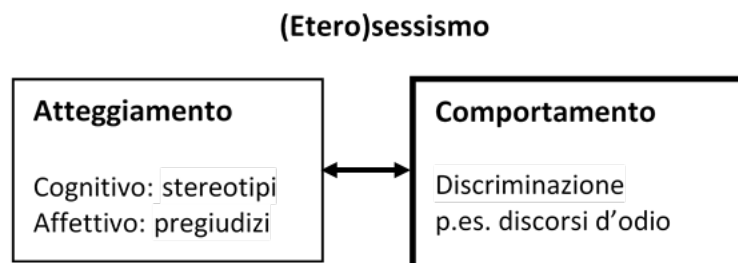 (Etero)sessismo
Atteggiamento
Cognitivo: stereotipi
Affettivo: pregiudizi
Comportamento
Discriminazione
p.es. discorsi d'odio